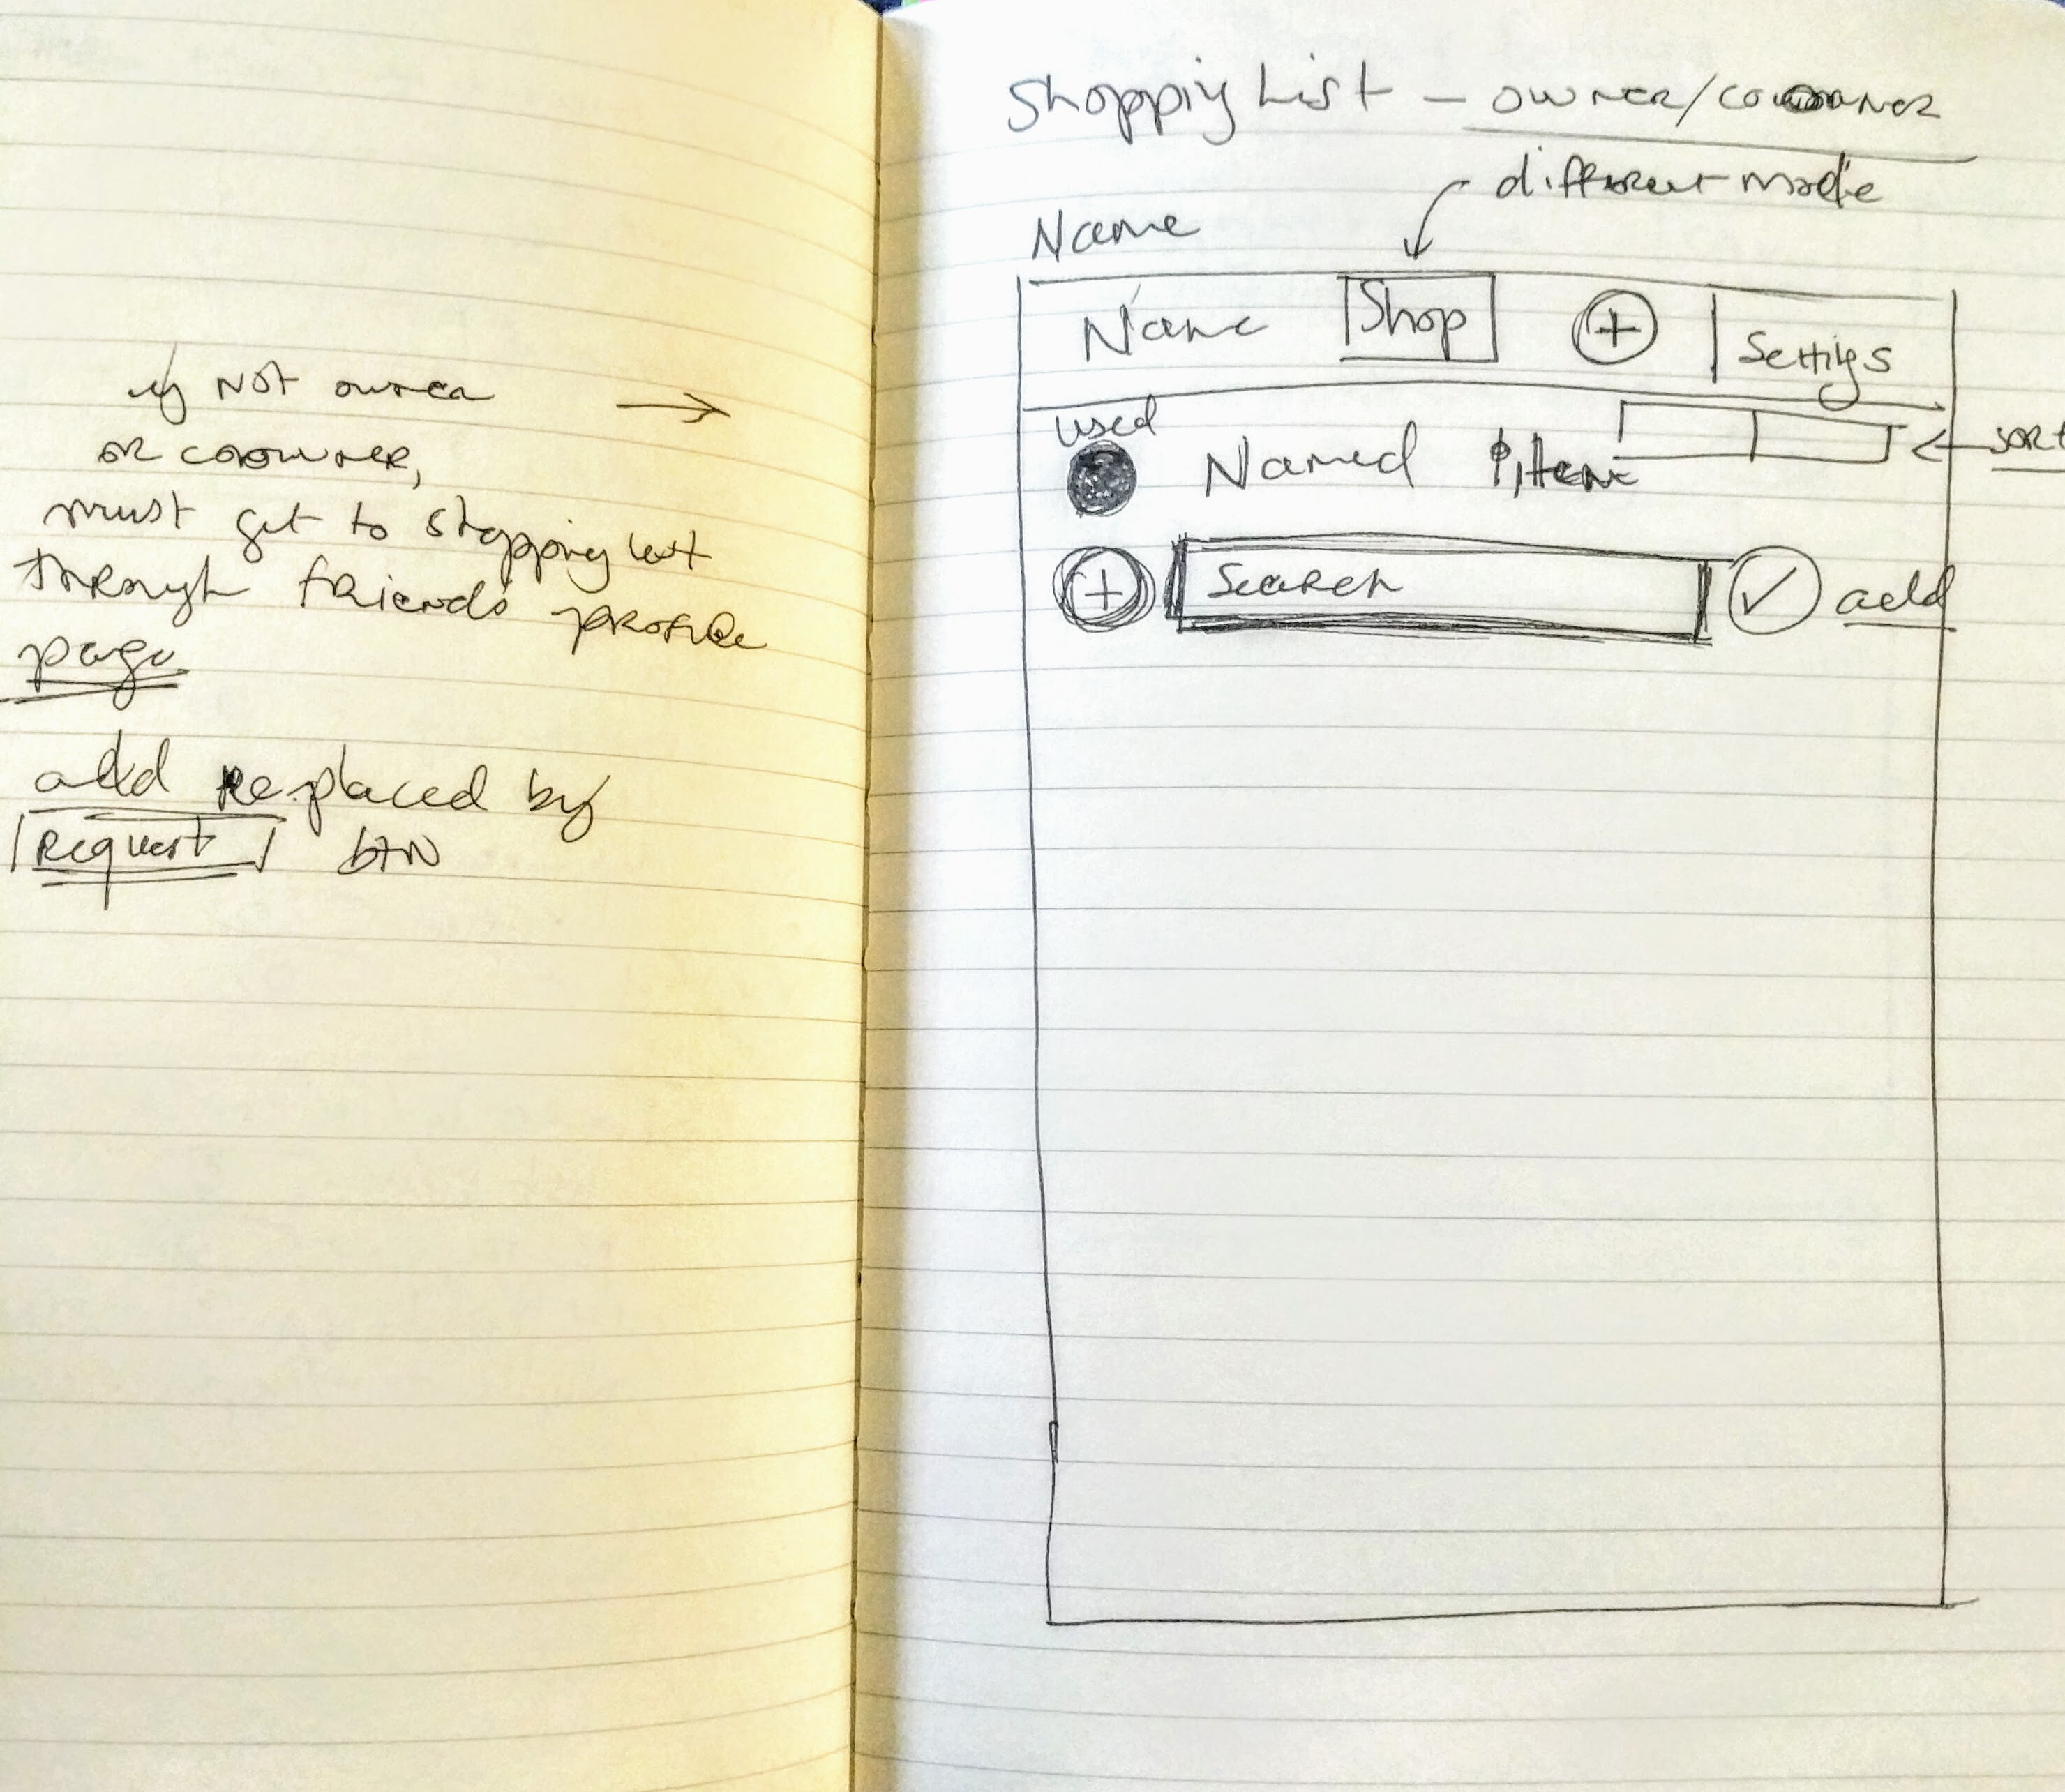 if NOT owner
or coowner,
must get to shopping list
through friends profile
page
add replaced by
Request btn
Shopping List - owner/coowner
different mode
Name
Name Shop + Settings
used
Named Item
sort
+ Search ✓ add